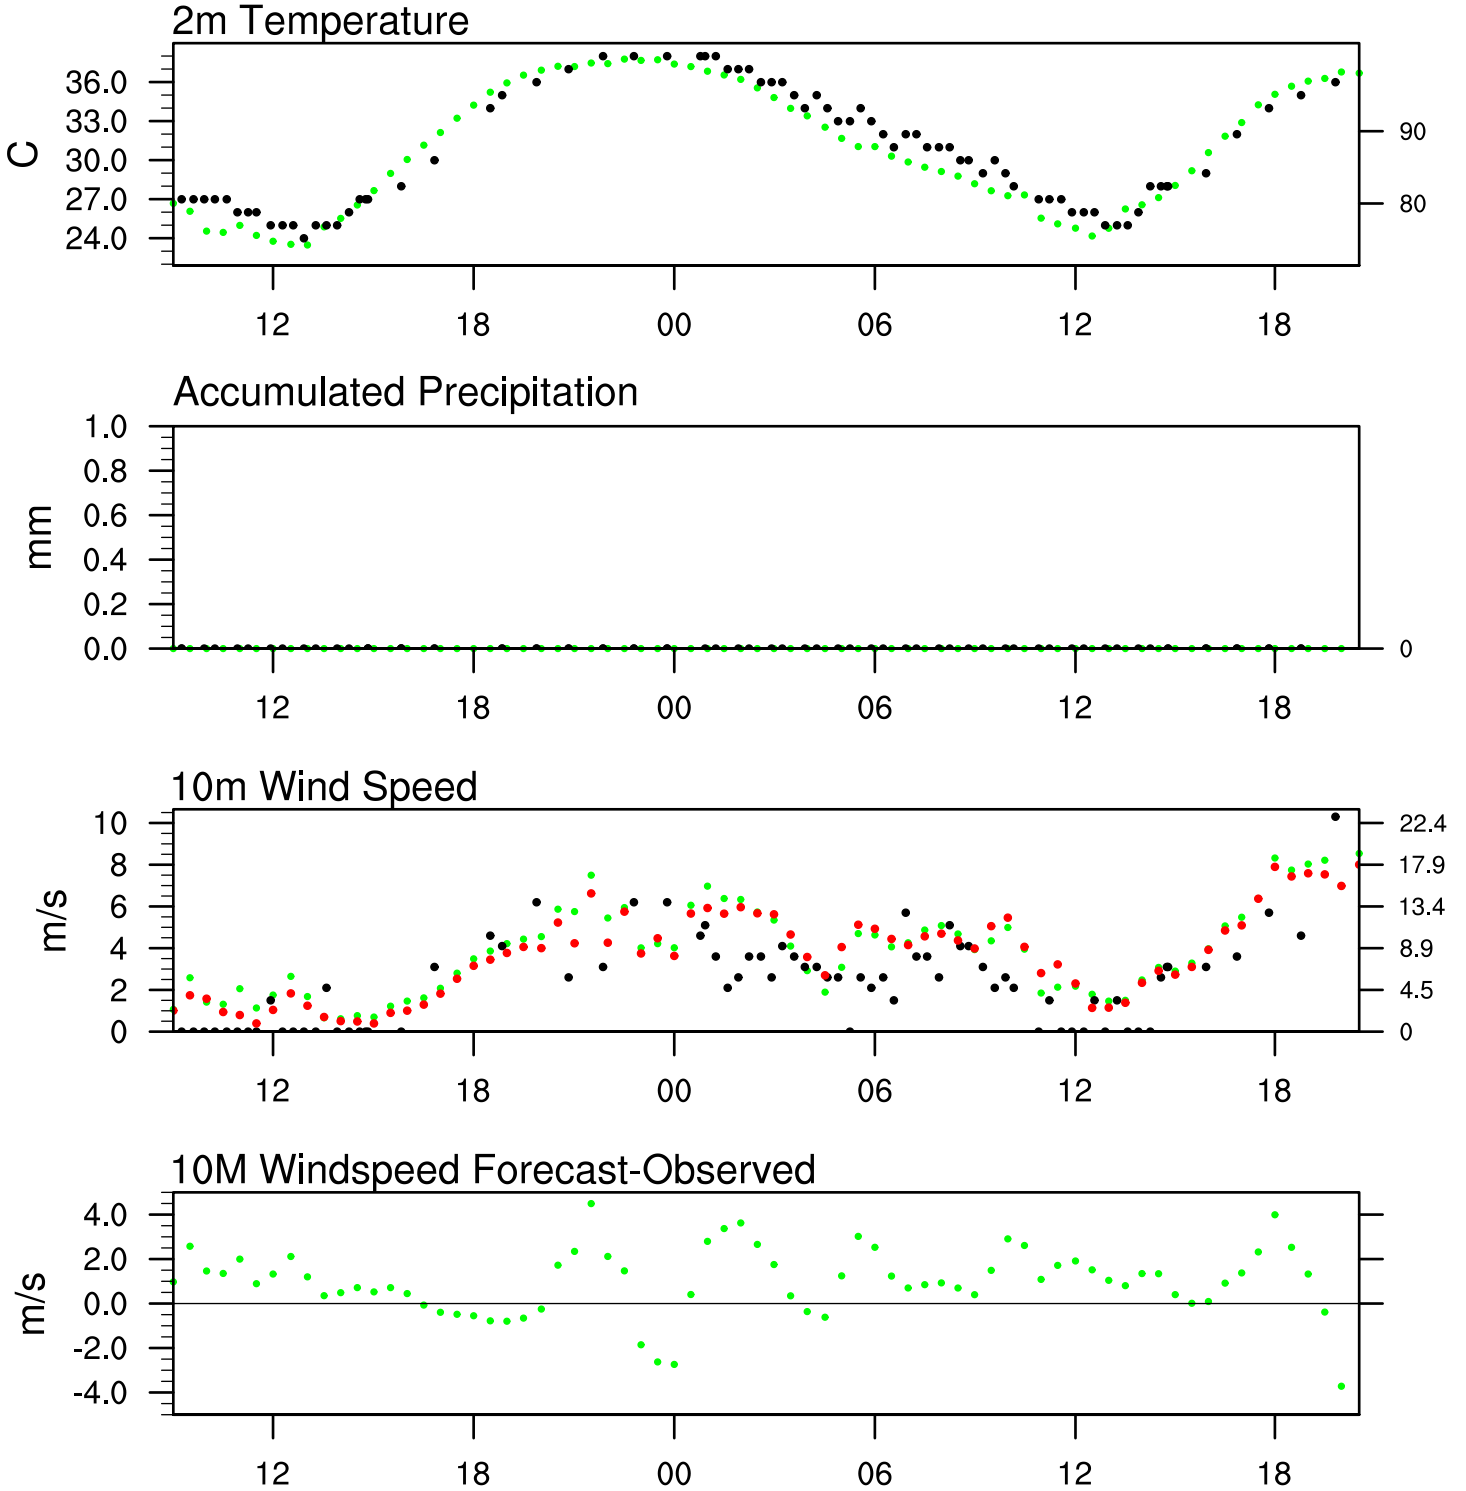 2m Temperature
36.0
33.0
30.0
27.0
24.0
C
90
80
12 18 00 06 12 18
Accumulated Precipitation
1.0
0.8
0.6
0.4
0.2
0.0
mm
0
12 18 00 06 12 18
10m Wind Speed
10
8
6
4
2
0
m/s
22.4
17.9
13.4
8.9
4.5
0
12 18 00 06 12 18
10M Windspeed Forecast-Observed
4.0
2.0
0.0
-2.0
-4.0
m/s
12 18 00 06 12 18